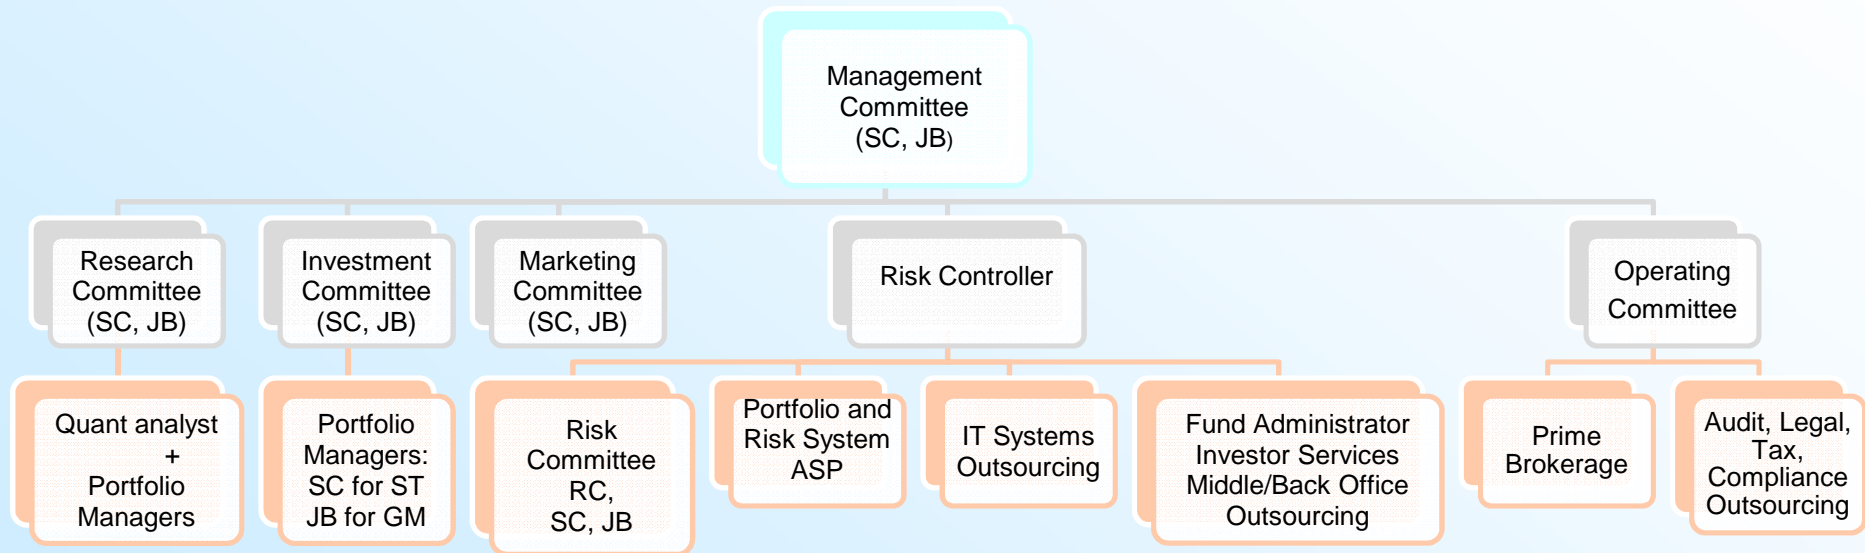 Management
Committee
(SC, JB)
Research
Committee
(SC, JB)
Investment
Committee
(SC, JB)
Marketing
Committee
(SC, JB)
Risk Controller
Operating
Committee
Quant analyst
+
Portfolio
Managers
Portfolio
Managers:
SC for ST
JB for GM
Risk
Committee
RC,
SC, JB
Portfolio and
Risk System
ASP
IT Systems
Outsourcing
Fund Administrator
Investor Services
Middle/Back Office
Outsourcing
Prime
Brokerage
Audit, Legal,
Tax,
Compliance
Outsourcing